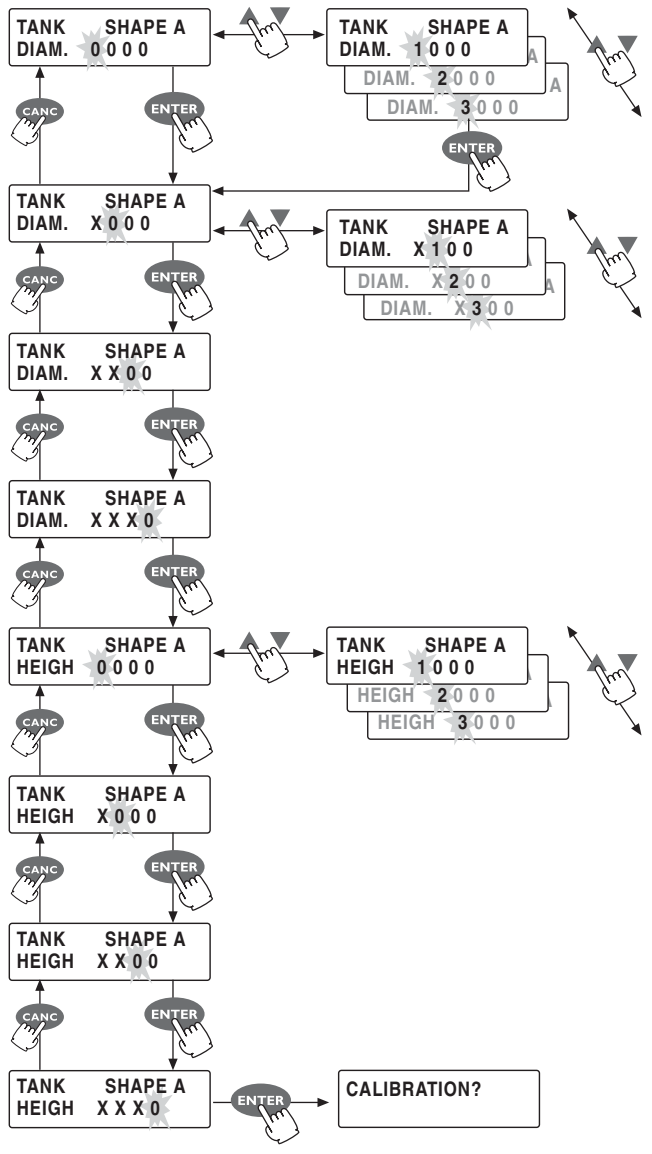 TANK SHAPE A
DIAM. 0 0 0 0
TANK SHAPE A
DIAM. 1 0 0 0
A
DIAM. 2 0 0 0
A
DIAM. 3 0 0 0
CANC
ENTER
ENTER
TANK SHAPE A
DIAM. X 0 0 0
TANK SHAPE A
DIAM. X 1 0 0
DIAM. X 2 0 0
A
DIAM. X 3 0 0
CANC
ENTER
TANK SHAPE A
DIAM. X X 0 0
CANC
ENTER
TANK SHAPE A
DIAM. X X X 0
CANC
ENTER
TANK SHAPE A
HEIGH 0 0 0 0
TANK SHAPE A
HEIGH 1 0 0 0
HEIGH 2 0 0 0
HEIGH 3 0 0 0
CANC
ENTER
TANK SHAPE A
HEIGH X 0 0 0
CANC
ENTER
TANK SHAPE A
HEIGH X X 0 0
CANC
ENTER
TANK SHAPE A
HEIGH X X X 0
ENTER
CALIBRATION?